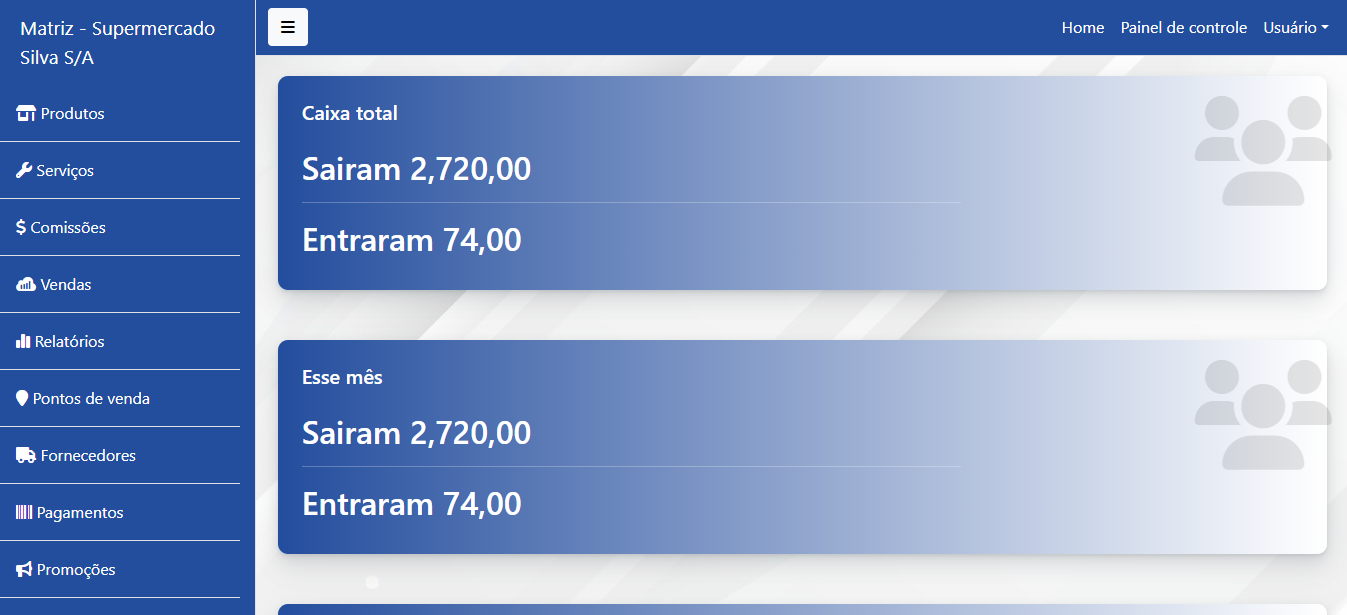 Matriz - Supermercado
Silva S/A
Produtos
Serviços
Comissões
Vendas
Relatórios
Pontos de venda
Fornecedores
Pagamentos
Promoções
Home Painel de controle Usuário
Caixa total
Sairam 2,720,00
Entraram 74,00
Esse mês
Sairam 2,720,00
Entraram 74,00